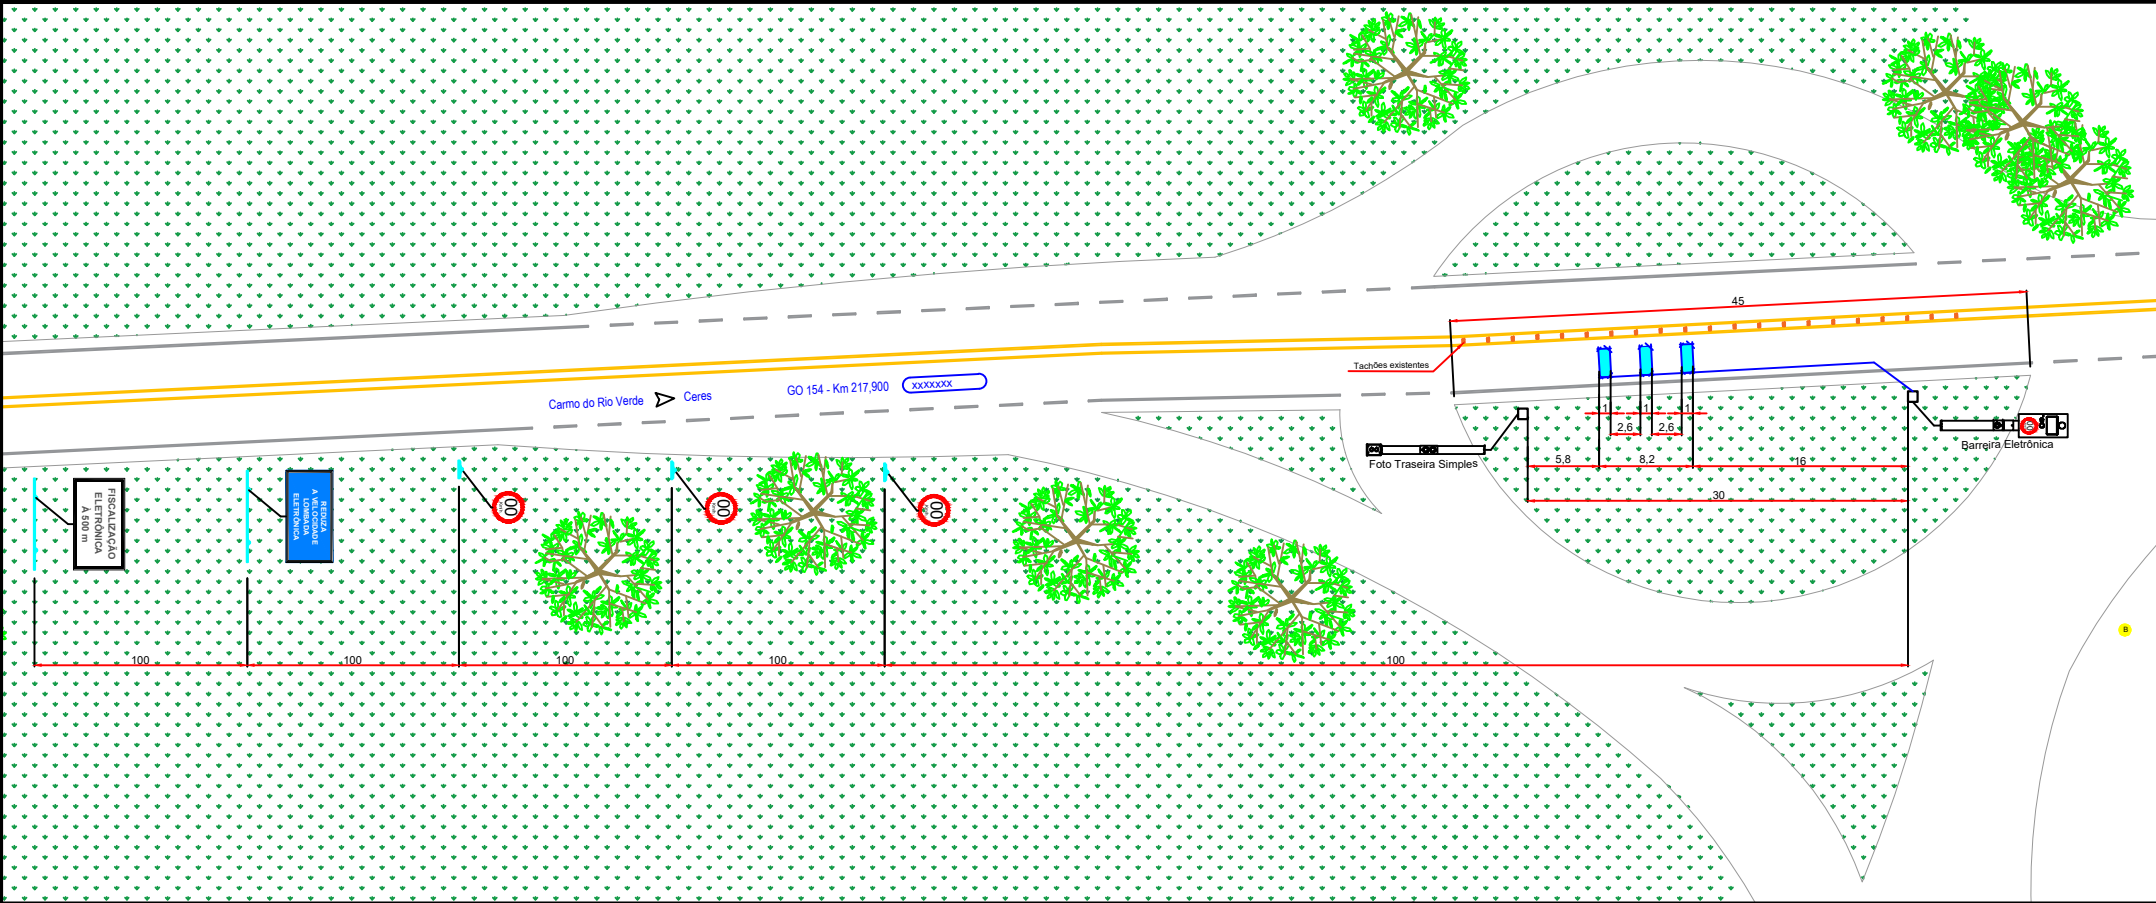 45
Tachões existentes
Carmo do Rio Verde
Ceres
GO 154 - Km 217,900
xxxxxxx
1
1
1
2,6
2,6
5,8
8,2
16
30
Foto Traseira Simples
Barreira Eletrônica
FISCALIZAÇÃO
ELETRÔNICA
À 500 m
REDUZA
A VELOCIDADE
LOMBADA
ELETRÔNICA
00
00
00
100
100
100
100
100
B